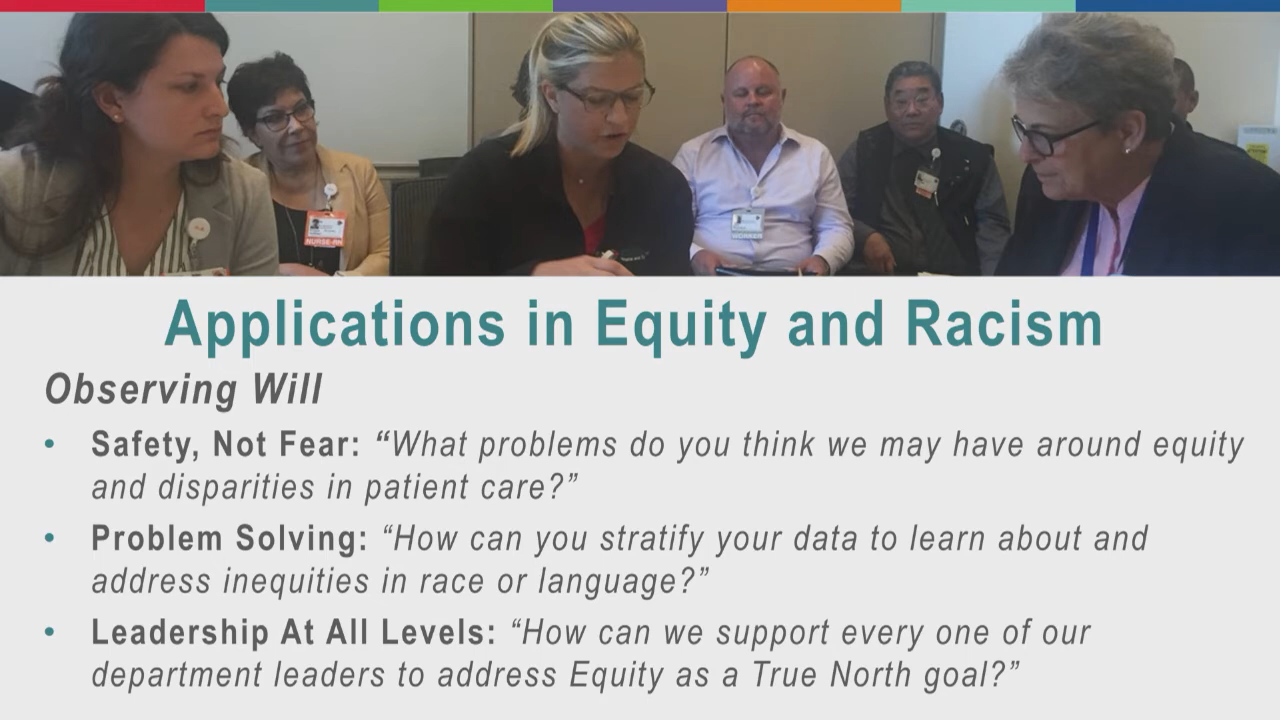 NURSE-RN
Applications in Equity and Racism
Observing Will
• Safety, Not Fear: “What problems do you think we may have around equity
and disparities in patient care?”
• Problem Solving: “How can you stratify your data to learn about and
address inequities in race or language?”
• Leadership At All Levels: “How can we support every one of our
department leaders to address Equity as a True North goal?”